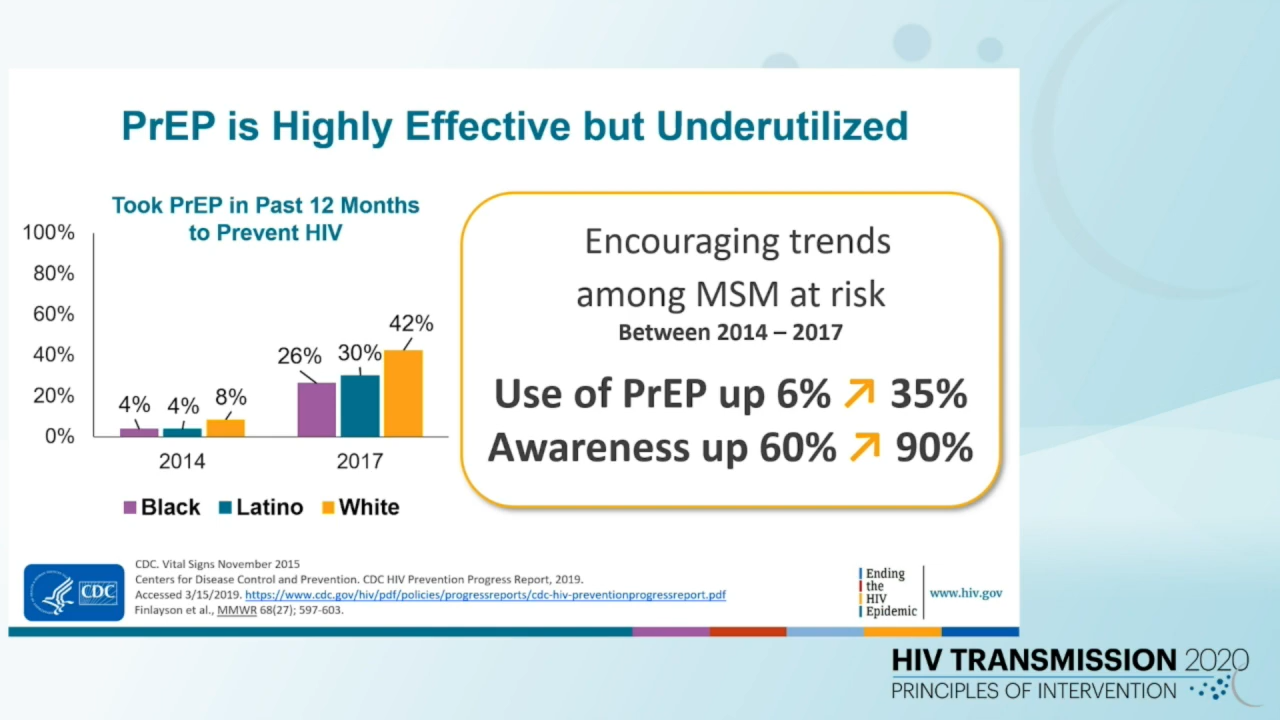 PrEP is Highly Effective but Underutilized
Took PrEP in Past 12 Months
to Prevent HIV
100%
80%
60%
40%
20%
0%
4%
4%
8%
26%
30%
42%
2014
2017
Black
Latino
White
Encouraging trends
among MSM at risk
Between 2014 – 2017
Use of PrEP up 6% ↗ 35%
Awareness up 60% ↗ 90%
CDC
CDC. Vital Signs November 2015
Centers for Disease Control and Prevention. CDC HIV Prevention Progress Report, 2019.
Accessed 3/15/2019. https://www.cdc.gov/hiv/pdf/policies/progressreports/cdc-hiv-preventionprogressreport.pdf
Finlayson et al., MMWR 68(27); 597-603.
Ending
the
HIV
Epidemic
www.hiv.gov
HIV TRANSMISSION 2020
PRINCIPLES OF INTERVENTION